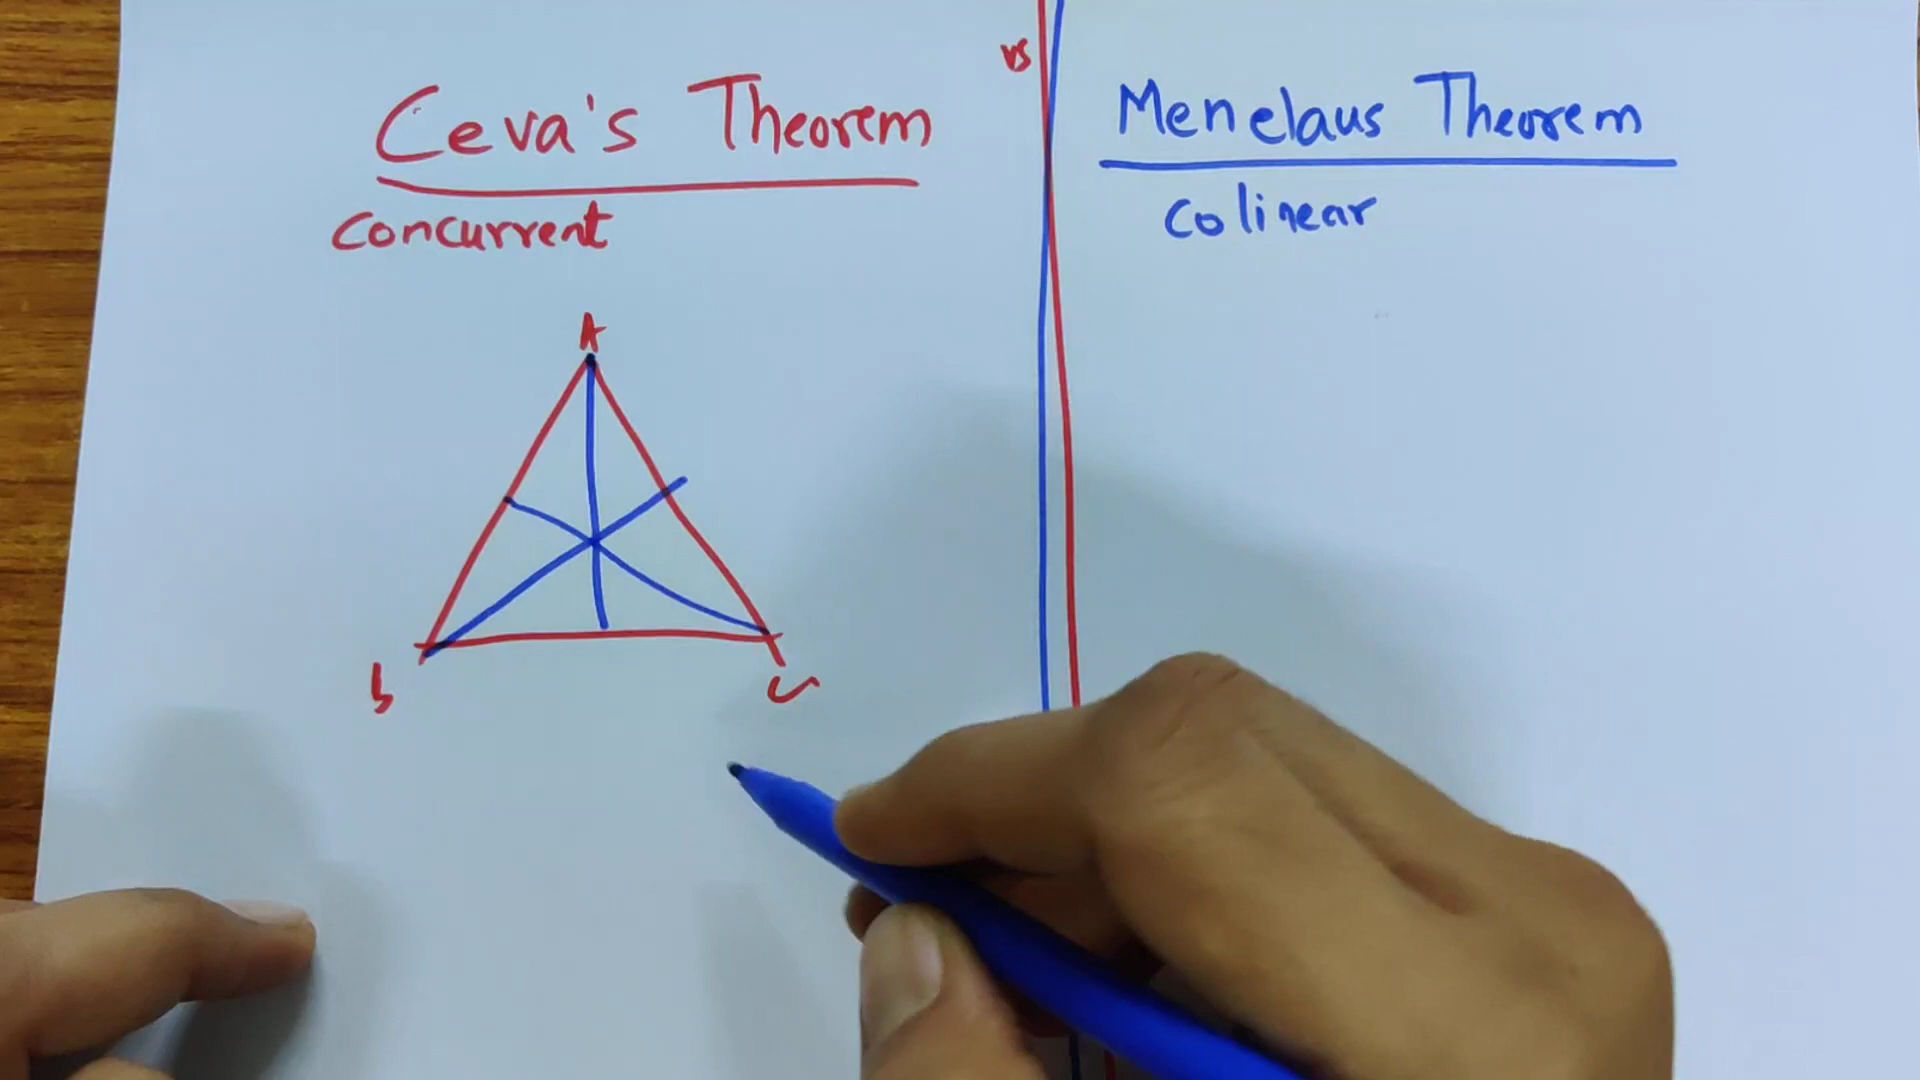 Ceva's Theorem
concurrent
A
b
C
vs
Menelaus Theorem
colinear